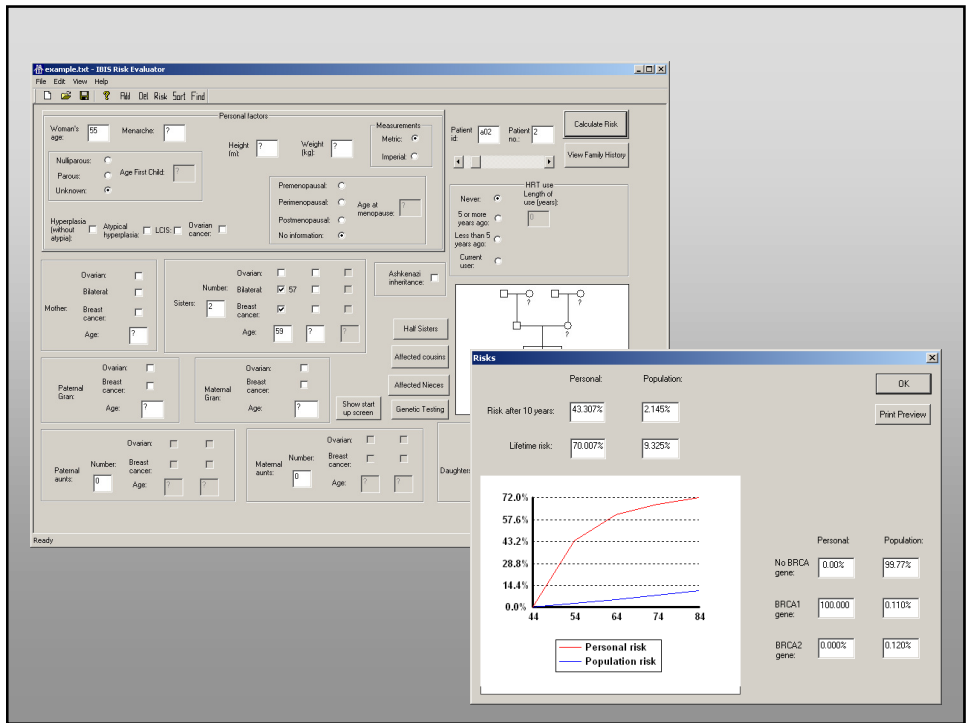 example.txt - IBIS Risk Evaluator
File Edit View Help
Add Del Risk Sort Find
Personal factors
Woman's age: 55 Menarche: ?
Height (m): ? Weight (kg): ?
Measurements
Metric:
Imperial:
Nulliparous:
Parous: Age First Child: ?
Unknown:
Premenopausal:
Perimenopausal: Age at menopause: ?
Postmenopausal:
No information:
Hyperplasia (without atypia): Atypical hyperplasia: LCIS: Ovarian cancer:
Patient id: a02 Patient no.: 2
Calculate Risk
View Family History
HRT use
Never: Length of use (years):
5 or more years ago: 0
Less than 5 years ago:
Current user:
Mother:
Ovarian:
Bilateral:
Breast cancer:
Age: ?
Sisters: Number: 2
Ovarian:
Bilateral: 57
Breast cancer:
Age: 59 ? ?
Ashkenazi inheritance:
Half Sisters
Affected cousins
Affected Nieces
Genetic Testing
Show start up screen
? ?
?
Paternal Gran:
Ovarian:
Breast cancer:
Age: ?
Maternal Gran:
Ovarian:
Breast cancer:
Age: ?
Paternal aunts: Number: 0
Ovarian:
Breast cancer:
Age: ? ?
Maternal aunts: Number: 0
Ovarian:
Breast cancer:
Age: ? ?
Daughters
Ready
Risks
Personal: Population:
Risk after 10 years: 43.307% 2.145%
Lifetime risk: 70.007% 9.325%
OK
Print Preview
72.0%
57.6%
43.2%
28.8%
14.4%
0.0%
44 54 64 74 84
Personal risk
Population risk
Personal: Population:
No BRCA gene: 0.00% 99.77%
BRCA1 gene: 100.000 0.110%
BRCA2 gene: 0.000% 0.120%